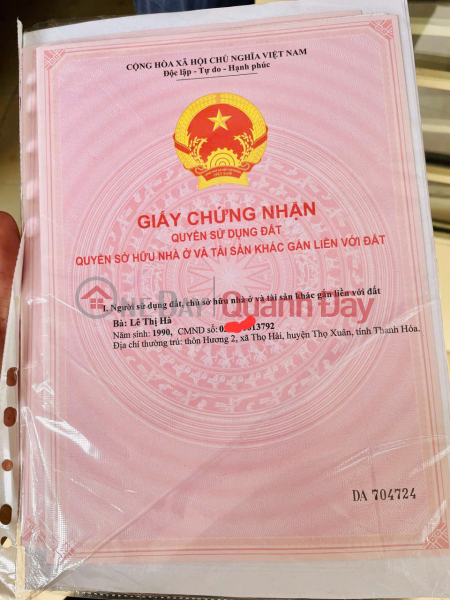 CỘNG HÒA XÃ HỘI CHỦ NGHĨA VIỆT NAM
Độc lập - Tự do - Hạnh phúc
GIẤY CHỨNG NHẬN
QUYỀN SỬ DỤNG ĐẤT
QUYỀN SỞ HỮU NHÀ Ở VÀ TÀI SẢN KHÁC GẮN LIỀN VỚI ĐẤT
Nhà Đất Quanh Đây
I. Người sử dụng đất, chủ sở hữu nhà ở và tài sản khác gắn liền với đất
Bà: Lê Thị Hà
Năm sinh: 1990, CMND số: 13792
Địa chỉ thường trú: thôn Hương 2, xã Thọ Hải, huyện Thọ Xuân, tỉnh Thanh Hóa.
DA 704724